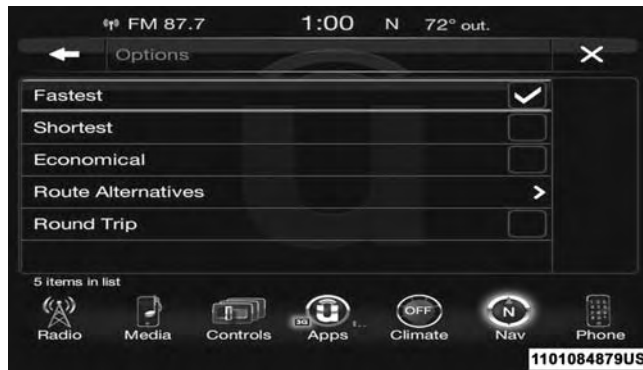 FM 87.7 1:00 N 72° out.
Options
Fastest
Shortest
Economical
Route Alternatives
Round Trip
5 items in list
OFF N
3G
Radio Media Controls Apps Climate Nav Phone
1101084879US